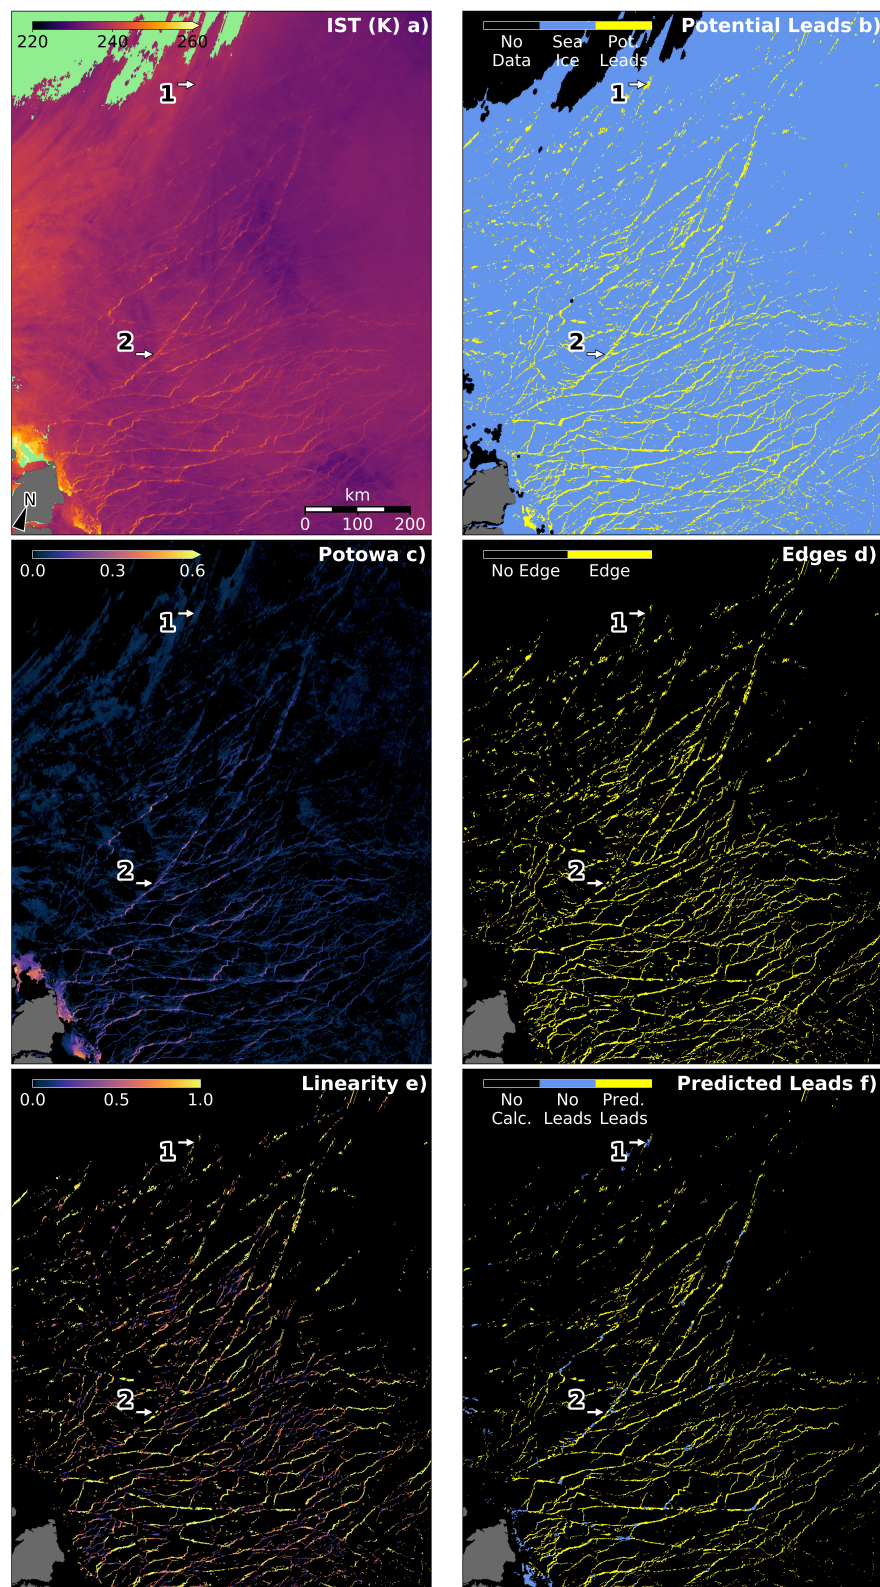 IST (K) a)
220 240 260
1
2
N
km
0 100 200
Potential Leads b)
No Data
Sea Ice
Pot. Leads
1
2
Potowa c)
0.0 0.3 0.6
1
2
Edges d)
No Edge Edge
1
2
Linearity e)
0.0 0.5 1.0
1
2
Predicted Leads f)
No Calc.
No Leads
Pred. Leads
1
2